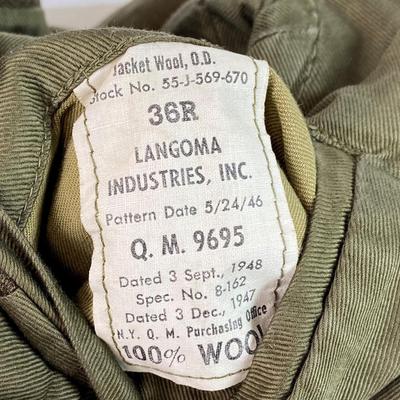 Jacket Wool, O.D.
Stock No. 55-J-569-670
36R
LANGOMA
INDUSTRIES, INC.
Pattern Date 5/24/46
Q. M. 9695
Dated 3 Sept., 1948
Spec. No. 8-162
Dated 3 Dec., 1947
N.Y. Q. M. Purchasing Office
100% WOOL